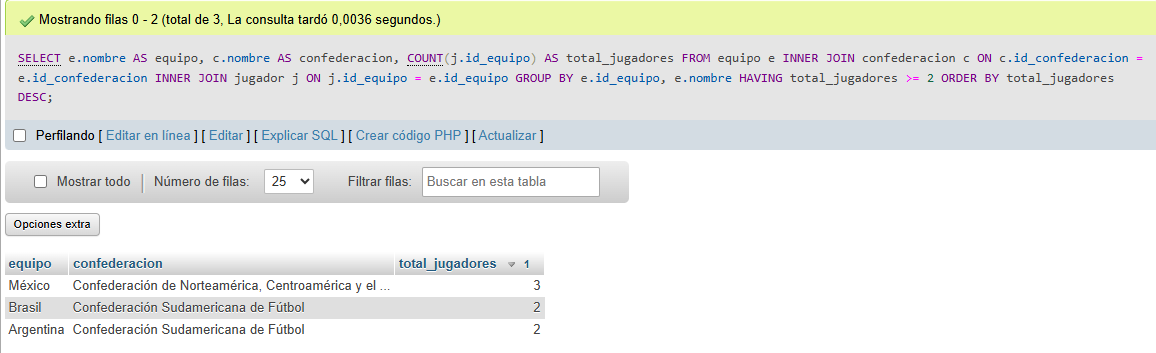 Mostrando filas 0 - 2 (total de 3, La consulta tardó 0,0036 segundos.)
SELECT e.nombre AS equipo, c.nombre AS confederacion, COUNT(j.id_equipo) AS total_jugadores FROM equipo e INNER JOIN confederacion c ON c.id_confederacion =
e.id_confederacion INNER JOIN jugador j ON j.id_equipo = e.id_equipo GROUP BY e.id_equipo, e.nombre HAVING total_jugadores >= 2 ORDER BY total_jugadores
DESC;
Perfilando [ Editar en línea ] [ Editar ] [ Explicar SQL ] [ Crear código PHP ] [ Actualizar ]
Mostrar todo Número de filas: 25 Filtrar filas: Buscar en esta tabla
Opciones extra
equipo confederacion total_jugadores 1
México Confederación de Norteamérica, Centroamérica y el ... 3
Brasil Confederación Sudamericana de Fútbol 2
Argentina Confederación Sudamericana de Fútbol 2